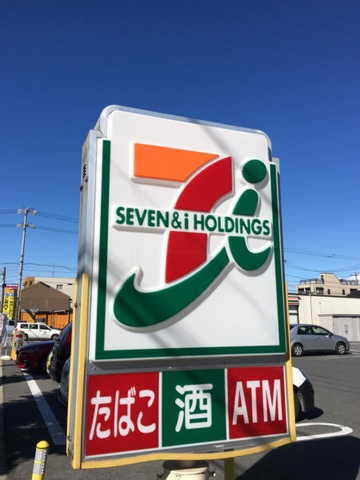 SEVEN&i HOLDINGS
たばこ 酒 ATM